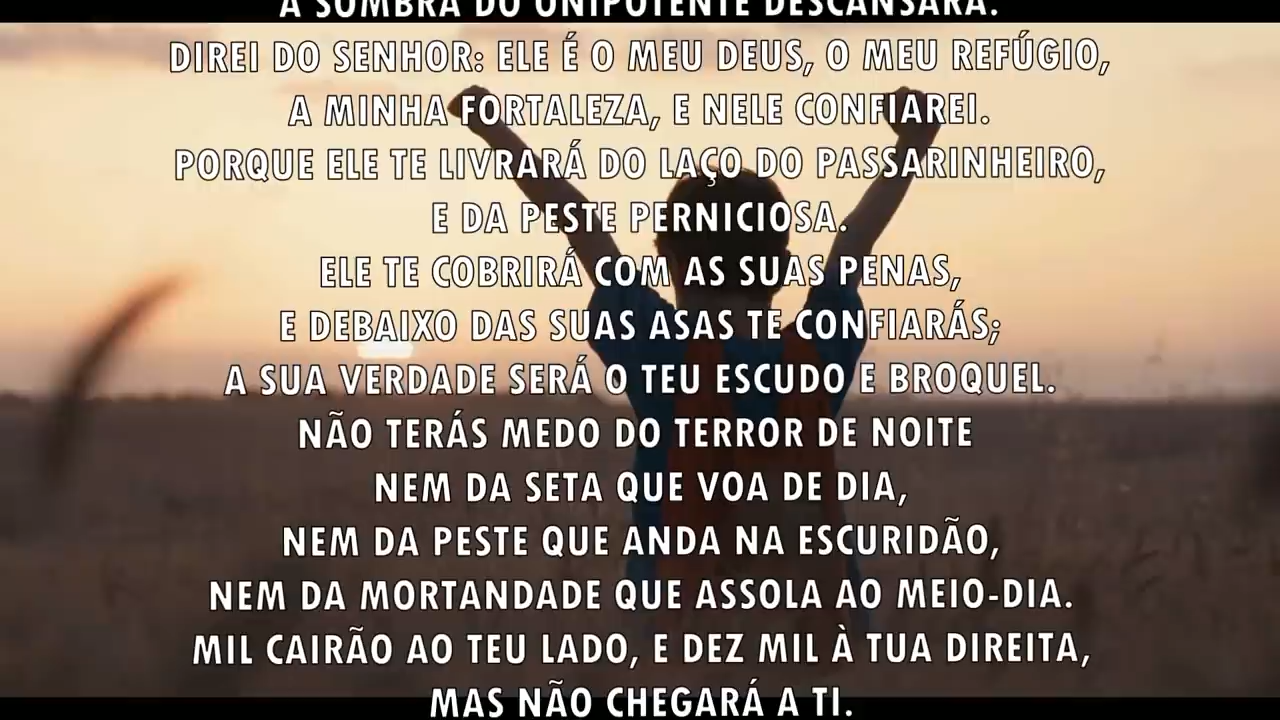 À SOMBRA DO ONIPOTENTE DESCANSARÁ.
DIREI DO SENHOR: ELE É O MEU DEUS, O MEU REFÚGIO,
A MINHA FORTALEZA, E NELE CONFIAREI.
PORQUE ELE TE LIVRARÁ DO LAÇO DO PASSARINHEIRO,
E DA PESTE PERNICIOSA.
ELE TE COBRIRÁ COM AS SUAS PENAS,
E DEBAIXO DAS SUAS ASAS TE CONFIARÁS;
A SUA VERDADE SERÁ O TEU ESCUDO E BROQUEL.
NÃO TERÁS MEDO DO TERROR DE NOITE
NEM DA SETA QUE VOA DE DIA,
NEM DA PESTE QUE ANDA NA ESCURIDÃO,
NEM DA MORTANDADE QUE ASSOLA AO MEIO-DIA.
MIL CAIRÃO AO TEU LADO, E DEZ MIL À TUA DIREITA,
MAS NÃO CHEGARÁ A TI.